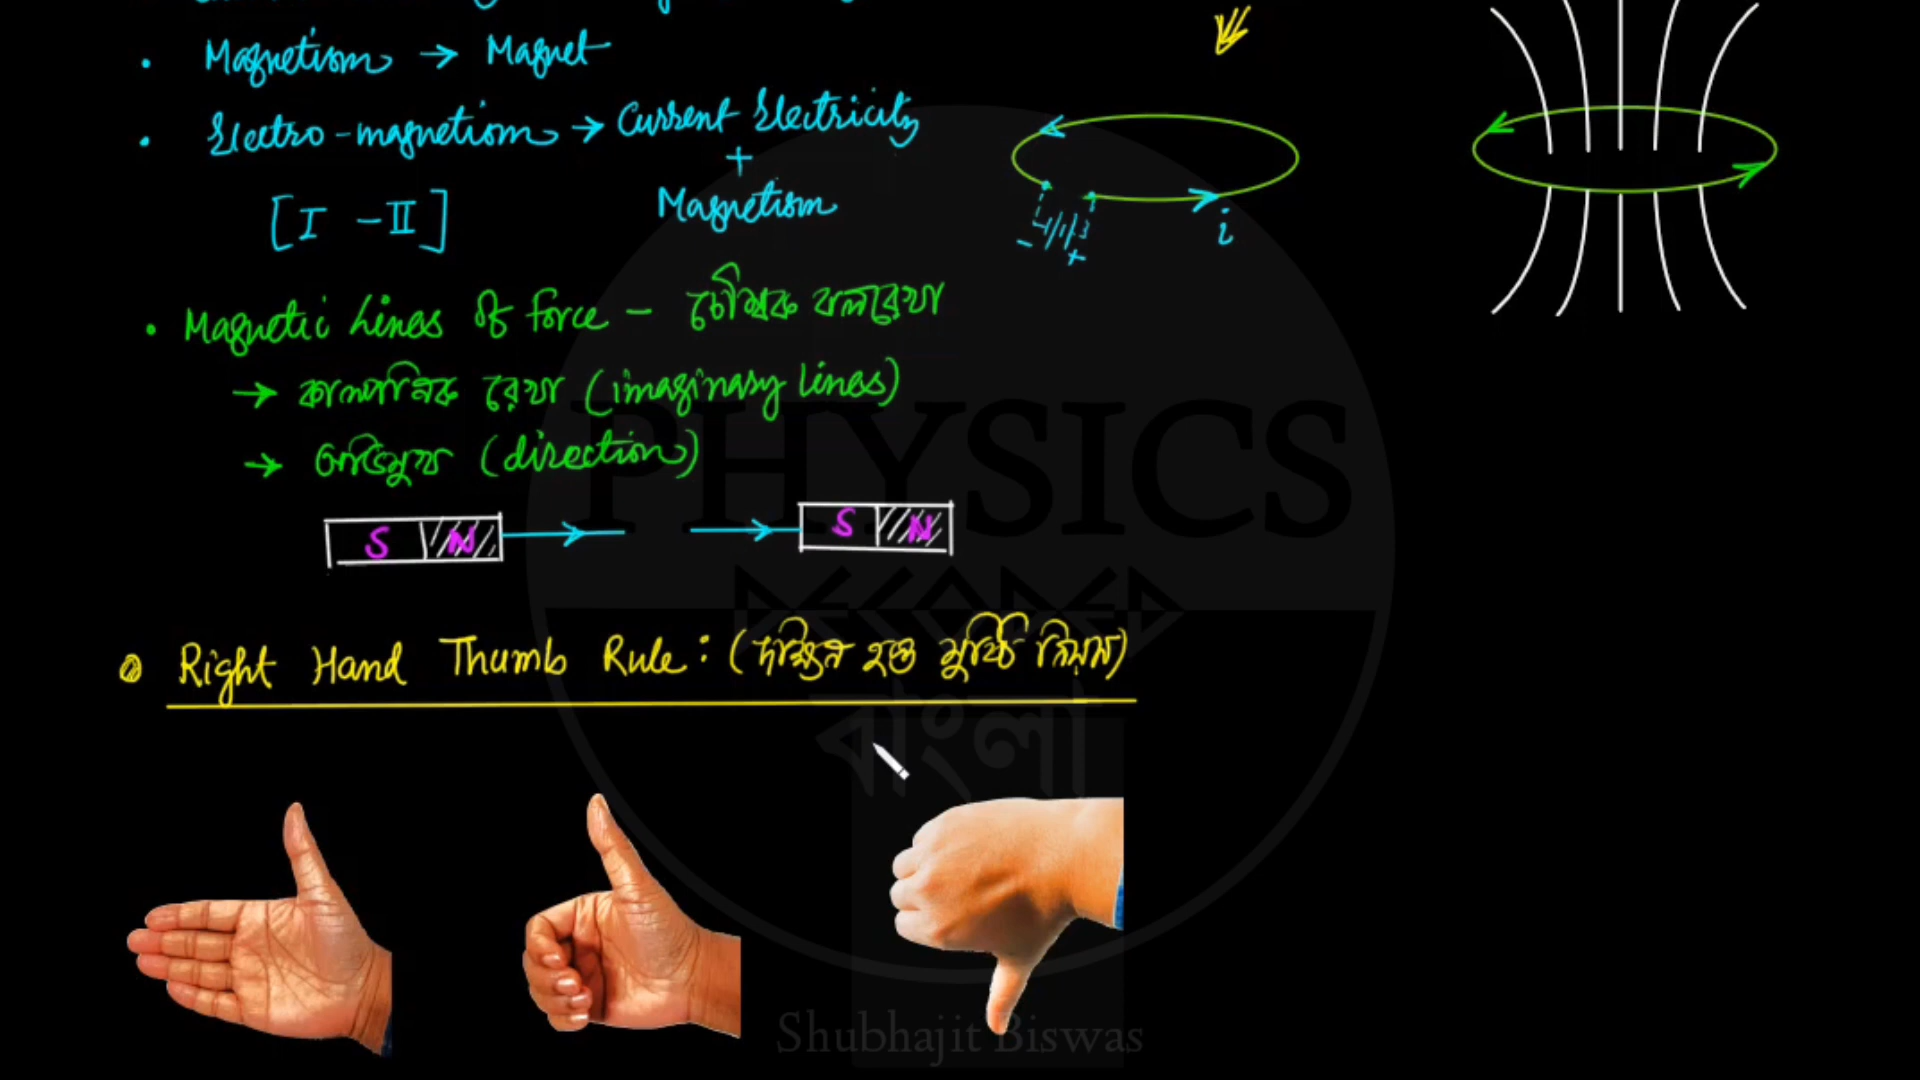 • Magnetism → Magnet
• Electro-magnetism → Current Electricity
+
Magnetism
[I - II]
i
- +
• Magnetic Lines of force - চৌম্বক বলরেখা
→ কাল্পনিক রেখা (imaginary lines)
→ অভিমুখ (direction)
S N S N
Right Hand Thumb Rule: (দক্ষিণ হস্ত মুষ্টি নিয়ম)
PHYSICS
DECODED
বাংলা
Shubhajit Biswas